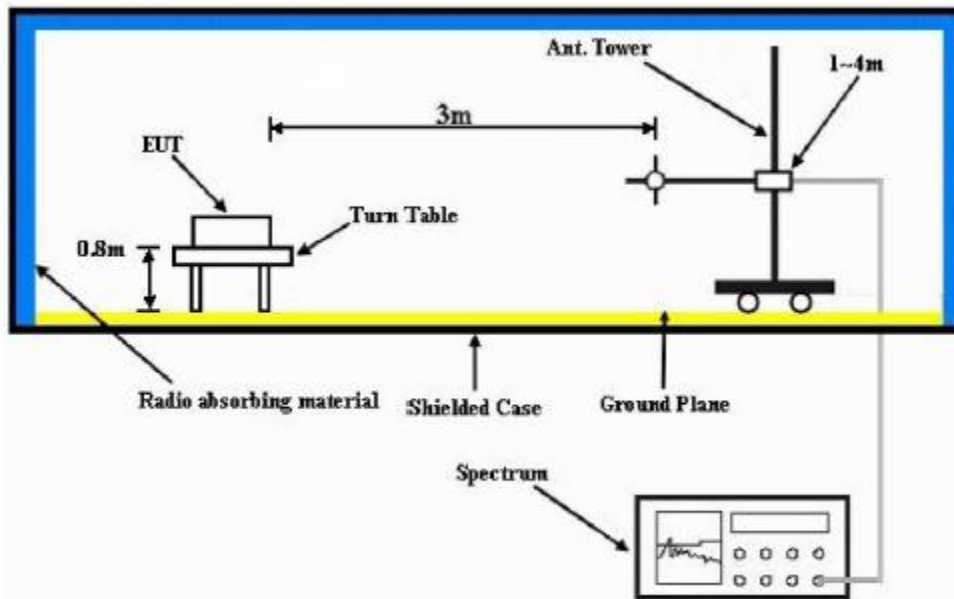 Ant. Tower
1~4m
3m
EUT
Turn Table
0.8m
Radio absorbing material
Shielded Case
Ground Plane
Spectrum